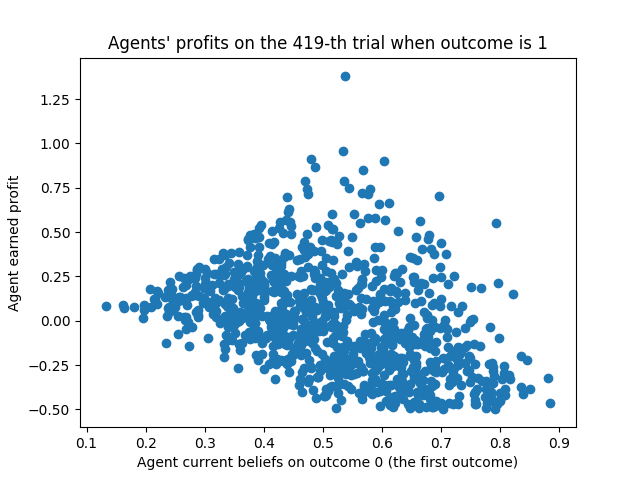 Agents' profits on the 419-th trial when outcome is 1
1.25
1.00
0.75
0.50
0.25
0.00
−0.25
−0.50
Agent earned profit
0.1 0.2 0.3 0.4 0.5 0.6 0.7 0.8 0.9
Agent current beliefs on outcome 0 (the first outcome)